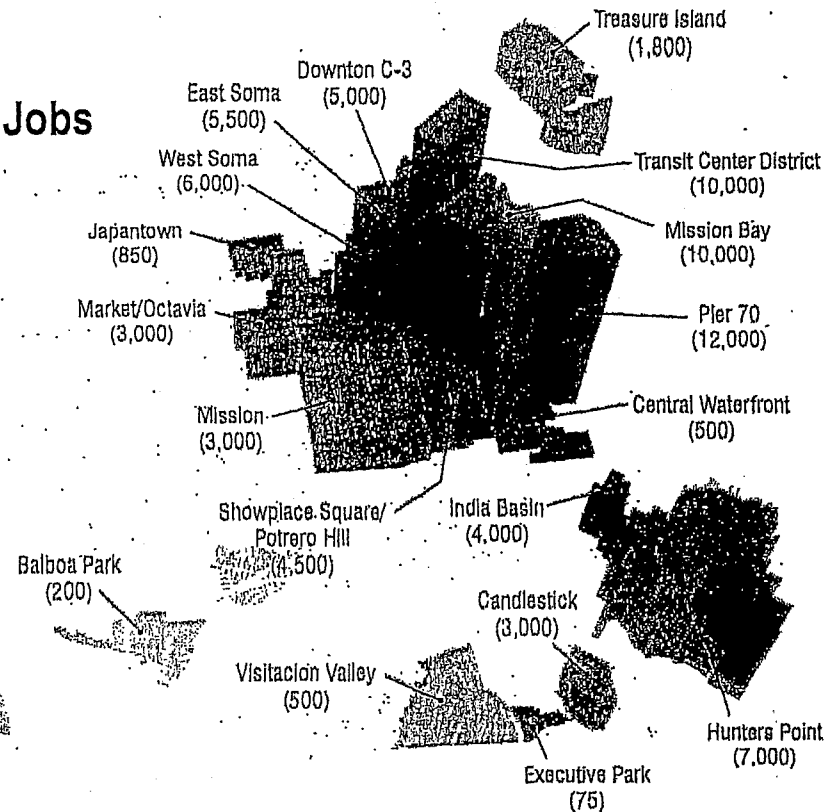 Jobs
Treasure Island
(1,800)
Downton C-3
(5,000)
East Soma
(5,500)
West Soma
(6,000)
Transit Center District
(10,000)
Japantown
(850)
Mission Bay
(10,000)
Market/Octavia
(3,000)
Pier 70
(12,000)
Mission
(3,000)
Central Waterfront
(500)
Showplace Square/
Potrero Hill
(4,500)
India Basin
(4,000)
Balboa Park
(200)
Candlestick
(3,000)
Visitacion Valley
(500)
Hunters Point
(7,000)
Executive Park
(75)